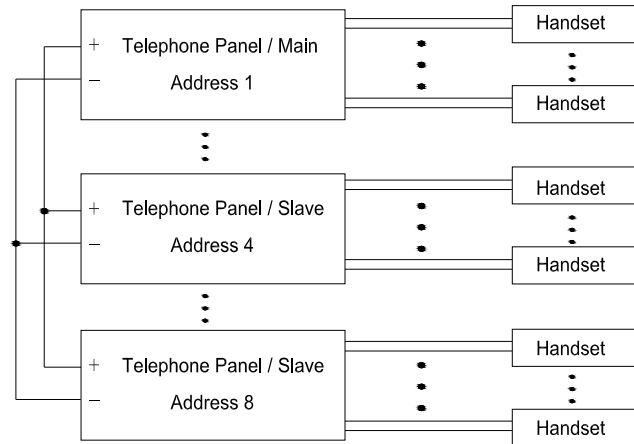 Telephone Panel / Main
Address 1
+
−
Handset
Handset
Telephone Panel / Slave
Address 4
+
−
Handset
Handset
Telephone Panel / Slave
Address 8
+
−
Handset
Handset